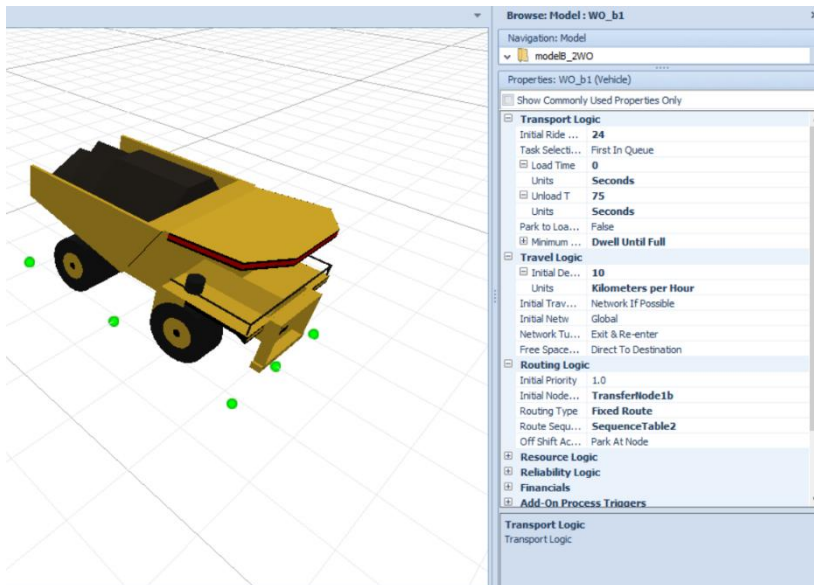 Browse: Model : WO_b1
Navigation: Model
modelB_2WO
Properties: WO_b1 (Vehicle)
Show Commonly Used Properties Only
Transport Logic
Initial Ride ... 24
Task Selecti... First In Queue
Load Time 0
Units Seconds
Unload T 75
Units Seconds
Park to Loa... False
Minimum ... Dwell Until Full
Travel Logic
Initial De... 10
Units Kilometers per Hour
Initial Trav... Network If Possible
Initial Netw Global
Network Tu... Exit & Re-enter
Free Space... Direct To Destination
Routing Logic
Initial Priority 1.0
Initial Node... TransferNode1b
Routing Type Fixed Route
Route Sequ... SequenceTable2
Off Shift Ac... Park At Node
Resource Logic
Reliability Logic
Financials
Add-On Process Triggers
Transport Logic
Transport Logic